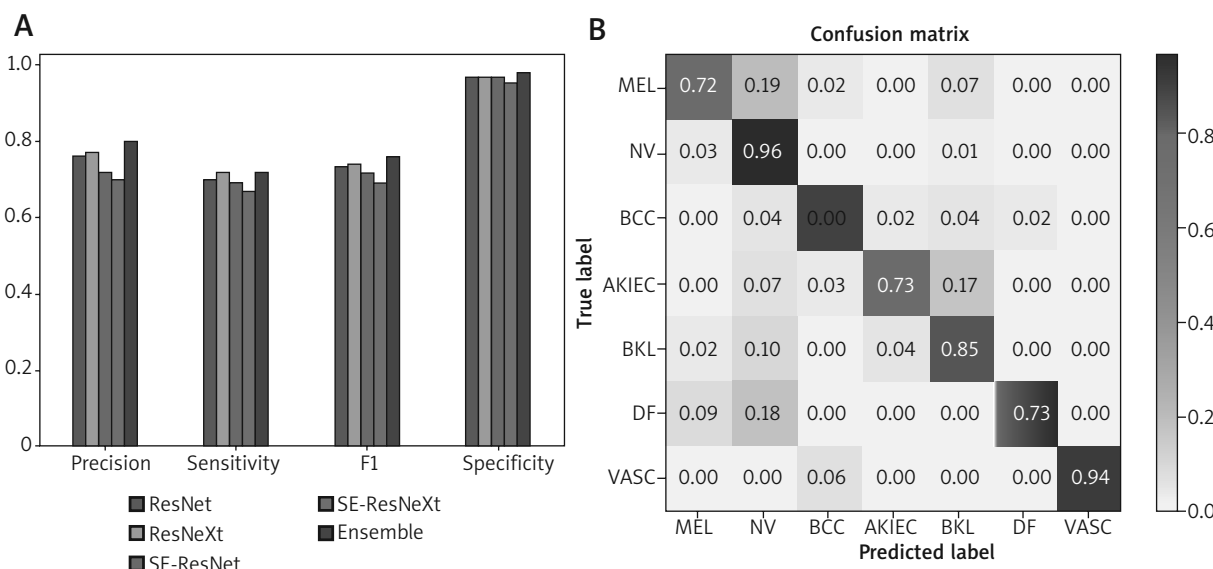 A
1.0
0.8
0.6
0.4
0.2
0
Precision Sensitivity F1 Specificity
ResNet
ResNeXt
SE-ResNet
SE-ResNeXt
Ensemble
B
Confusion matrix
True label
MEL 0.72 0.19 0.02 0.00 0.07 0.00 0.00
NV 0.03 0.96 0.00 0.00 0.01 0.00 0.00
BCC 0.00 0.04 0.00 0.02 0.04 0.02 0.00
AKIEC 0.00 0.07 0.03 0.73 0.17 0.00 0.00
BKL 0.02 0.10 0.00 0.04 0.85 0.00 0.00
DF 0.09 0.18 0.00 0.00 0.00 0.73 0.00
VASC 0.00 0.00 0.06 0.00 0.00 0.00 0.94
MEL NV BCC AKIEC BKL DF VASC
Predicted label
0.8
0.6
0.4
0.2
0.0